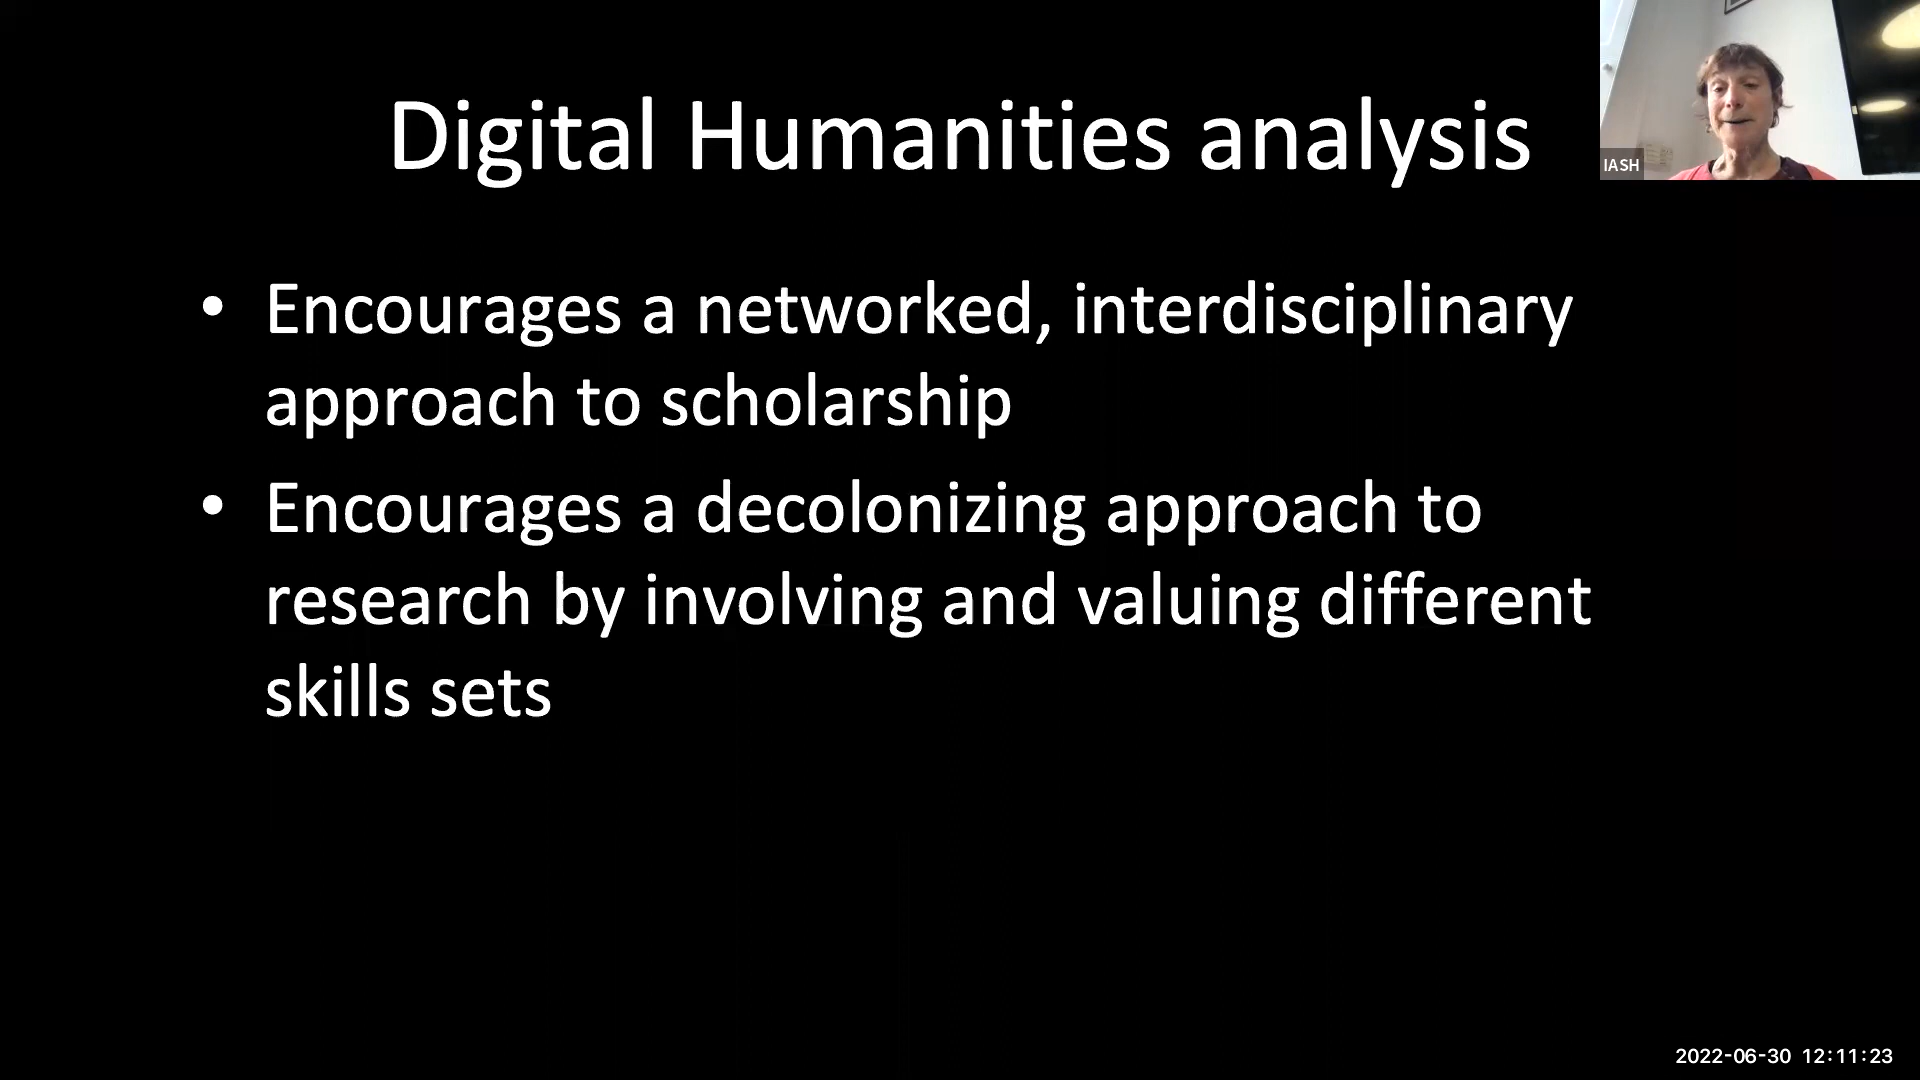 Digital Humanities analysis
IASH
• Encourages a networked, interdisciplinary
approach to scholarship
• Encourages a decolonizing approach to
research by involving and valuing different
skills sets
2022-06-30 12:11:23